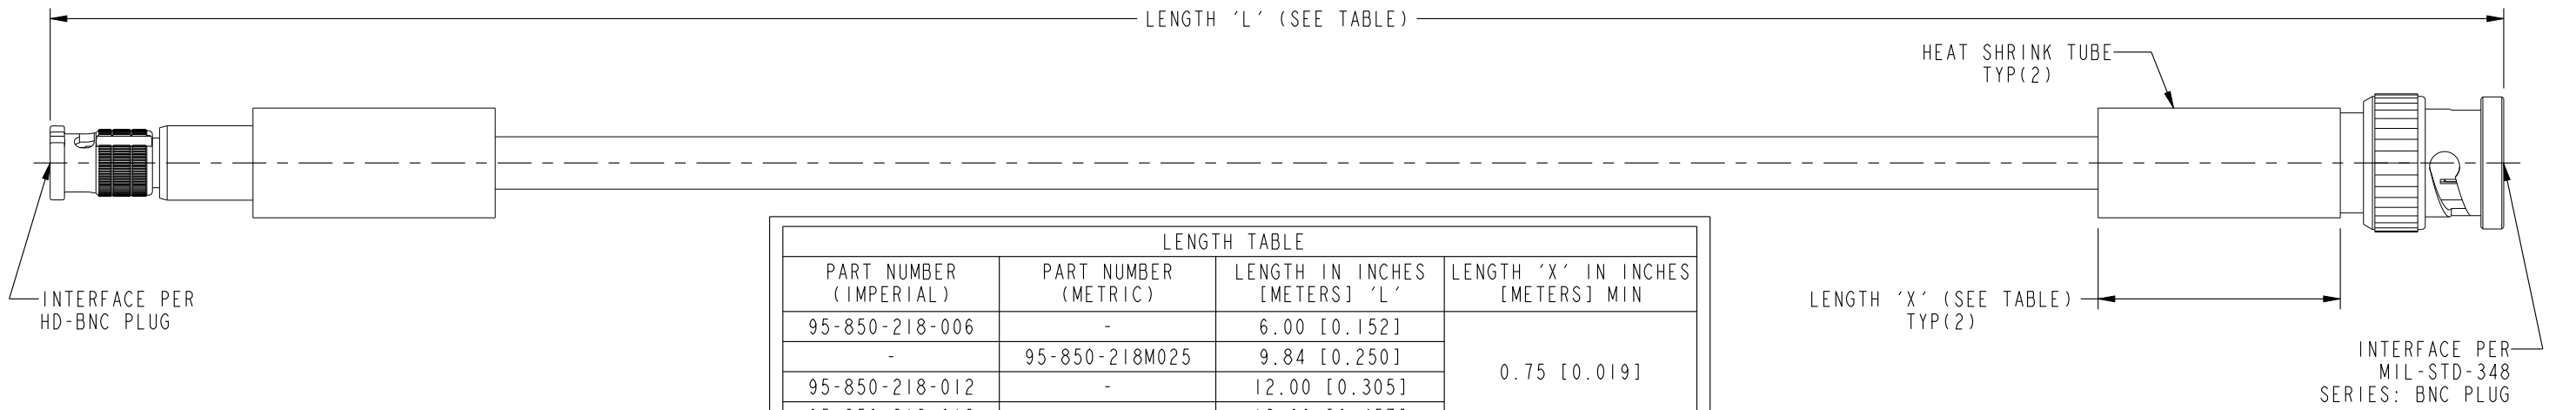 LENGTH 'L' (SEE TABLE)
HEAT SHRINK TUBE
TYP(2)
INTERFACE PER
HD-BNC PLUG
LENGTH 'X' (SEE TABLE)
TYP(2)
INTERFACE PER
MIL-STD-348
SERIES: BNC PLUG
LENGTH TABLE
PART NUMBER (IMPERIAL) PART NUMBER (METRIC) LENGTH IN INCHES [METERS] 'L' LENGTH 'X' IN INCHES [METERS] MIN
95-850-218-006 - 6.00 [0.152]
- 95-850-218M025 9.84 [0.250]
0.75 [0.019]
95-850-218-012 - 12.00 [0.305]